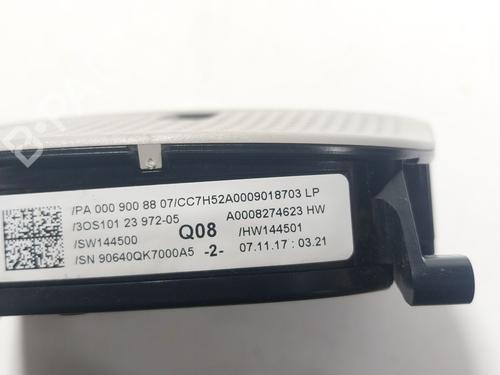 B-PARTS
/PA 000 900 88 07/CC7H52A0009018703 LP
/3OS101 23 972-05 Q08 A0008274623 HW
/SW144500 /HW144501
/SN 90640QK7000A5 -2- 07.11.17 : 03.21